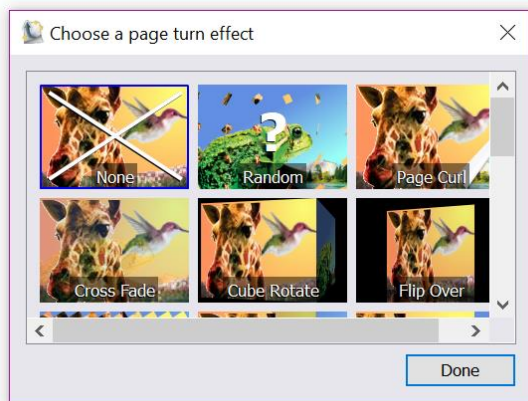 Choose a page turn effect
?
None
Random
Page Curl
Cross Fade
Cube Rotate
Flip Over
Done